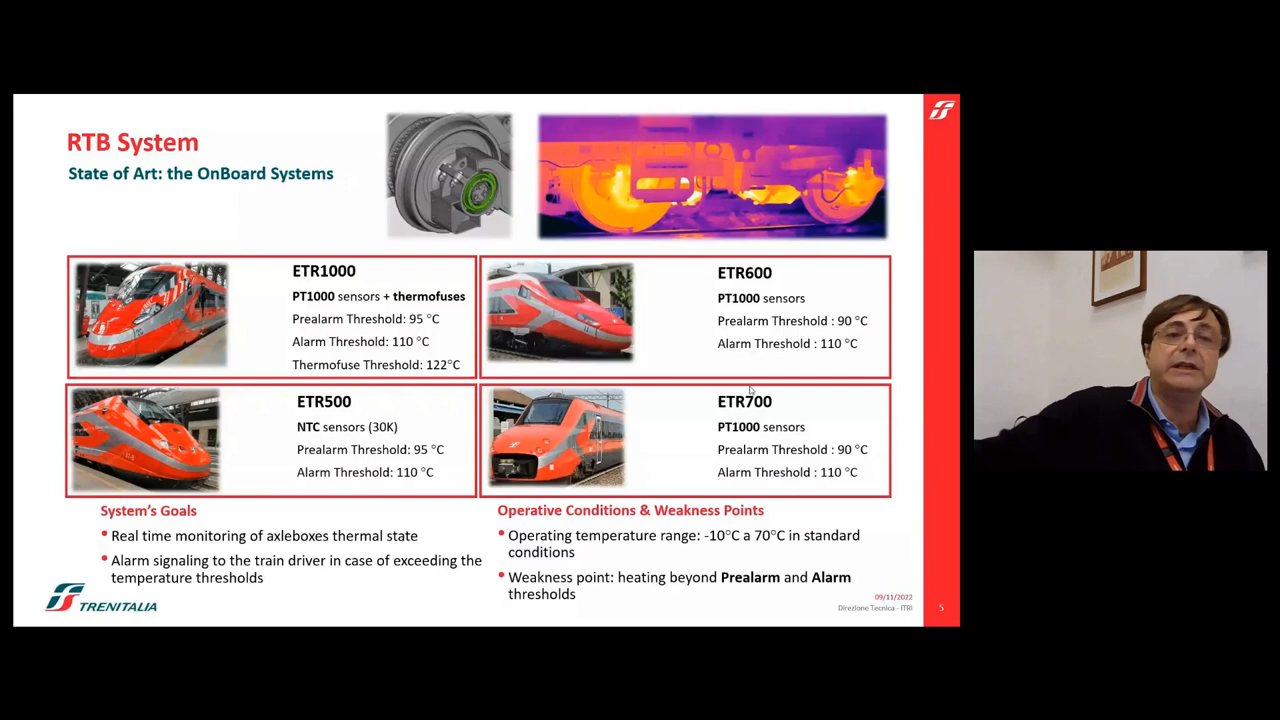 RTB System
State of Art: the OnBoard Systems
ETR1000
PT1000 sensors + thermofuses
Prealarm Threshold: 95 °C
Alarm Threshold: 110 °C
Thermofuse Threshold: 122°C
ETR600
PT1000 sensors
Prealarm Threshold : 90 °C
Alarm Threshold : 110 °C
ETR500
NTC sensors (30K)
Prealarm Threshold: 95 °C
Alarm Threshold: 110 °C
ETR700
PT1000 sensors
Prealarm Threshold : 90 °C
Alarm Threshold : 110 °C
System's Goals
• Real time monitoring of axleboxes thermal state
• Alarm signaling to the train driver in case of exceeding the
temperature thresholds
Operative Conditions & Weakness Points
• Operating temperature range: -10°C a 70°C in standard
conditions
• Weakness point: heating beyond Prealarm and Alarm
thresholds
TRENITALIA
09/11/2022
Direzione Tecnica - ITRI
5